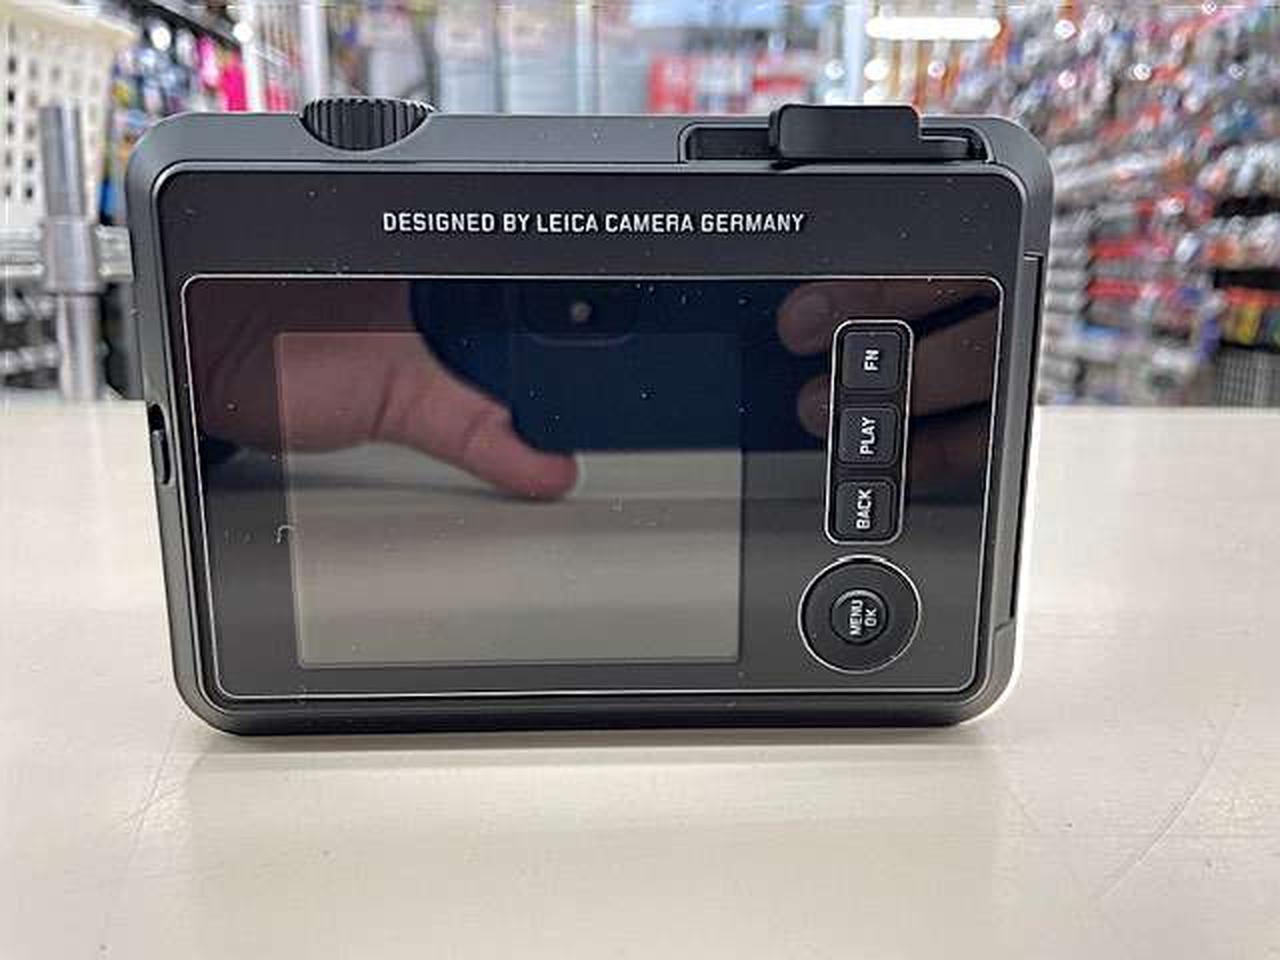 DESIGNED BY LEICA CAMERA GERMANY
FN
PLAY
BACK
MENU
OK